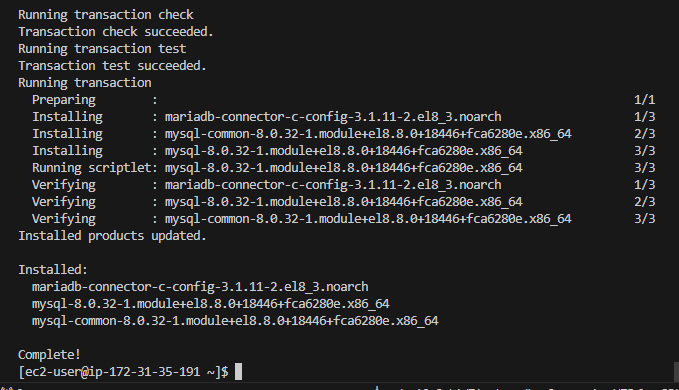 Running transaction check
Transaction check succeeded.
Running transaction test
Transaction test succeeded.
Running transaction
  Preparing        :                                                                 1/1
  Installing       : mariadb-connector-c-config-3.1.11-2.el8_3.noarch                1/3
  Installing       : mysql-common-8.0.32-1.module+el8.8.0+18446+fca6280e.x86_64      2/3
  Installing       : mysql-8.0.32-1.module+el8.8.0+18446+fca6280e.x86_64             3/3
  Running scriptlet: mysql-8.0.32-1.module+el8.8.0+18446+fca6280e.x86_64             3/3
  Verifying        : mariadb-connector-c-config-3.1.11-2.el8_3.noarch                1/3
  Verifying        : mysql-8.0.32-1.module+el8.8.0+18446+fca6280e.x86_64             2/3
  Verifying        : mysql-common-8.0.32-1.module+el8.8.0+18446+fca6280e.x86_64      3/3
Installed products updated.

Installed:
  mariadb-connector-c-config-3.1.11-2.el8_3.noarch
  mysql-8.0.32-1.module+el8.8.0+18446+fca6280e.x86_64
  mysql-common-8.0.32-1.module+el8.8.0+18446+fca6280e.x86_64

Complete!
[ec2-user@ip-172-31-35-191 ~]$